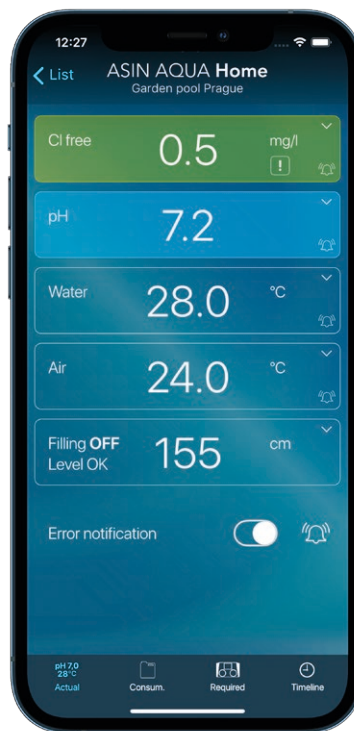 12:27
List
ASIN AQUA Home
Garden pool Prague
Cl free 0.5 mg/l
!
pH 7.2
Water 28.0 °C
Air 24.0 °C
Filling OFF
Level OK 155 cm
Error notification
pH 7,0
28°C
Actual Consum. Required Timeline